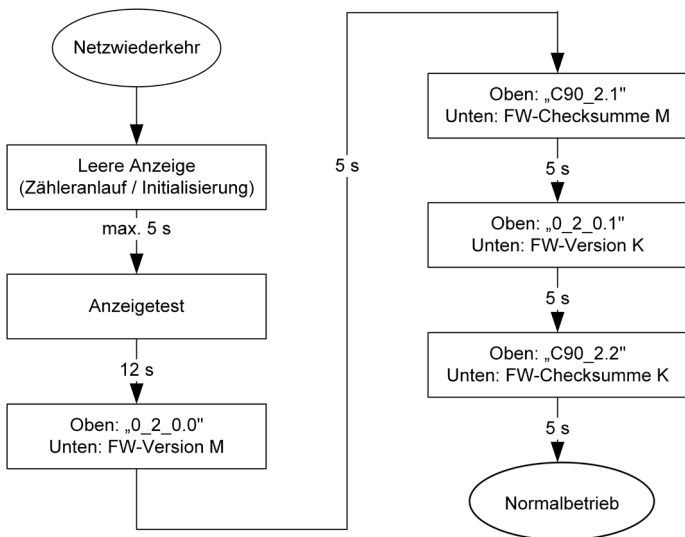 Netzwiederkehr
Leere Anzeige
(Zähleranlauf / Initialisierung)
max. 5 s
Anzeigetest
12 s
Oben: „0_2_0.0"
Unten: FW-Version M
5 s
Oben: „C90_2.1"
Unten: FW-Checksumme M
5 s
Oben: „0_2_0.1"
Unten: FW-Version K
5 s
Oben: „C90_2.2"
Unten: FW-Checksumme K
5 s
Normalbetrieb